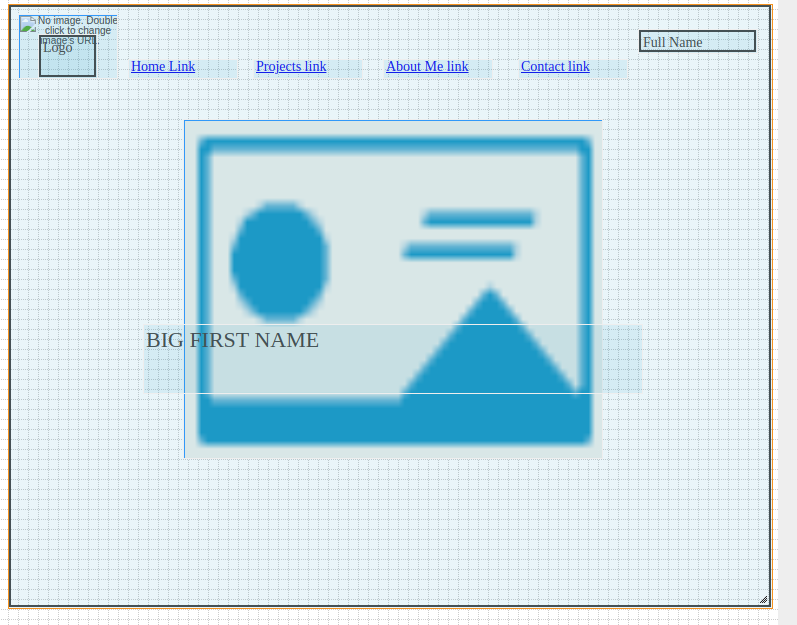 No image. Double
click to change
image's URL.
Logo
Full Name
Home Link
Projects link
About Me link
Contact link
BIG FIRST NAME